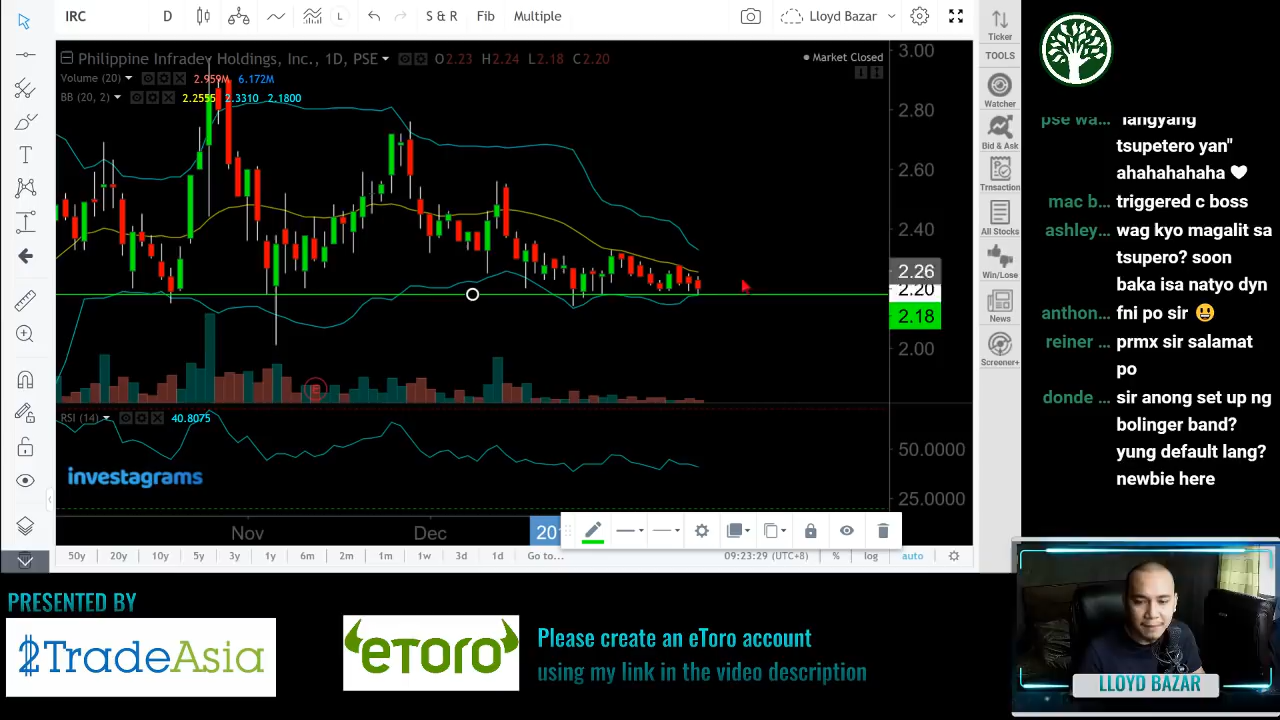 IRC D L S & R Fib Multiple Lloyd Bazar
Philippine Infradev Holdings, Inc., 1D, PSE O2.23 H2.24 L2.18 C2.20
Market Closed
Volume (20) 2.959M 6.172M
BB (20, 2) 2.2555 2.3310 2.1800
3.00
2.80
2.60
2.40
2.26
2.20
2.18
2.00
E
RSI (14) 40.8075
50.0000
25.0000
investagrams
Nov Dec 20
50y 20y 10y 5y 3y 1y 6m 2m 1m 1w 3d 1d Go to... 09:23:29 (UTC+8) % log auto
Ticker
TOOLS
Watcher
Bid & Ask
Trnsaction
All Stocks
Win/Lose
News
Screener+
pse wa... "langyang
tsupetero yan"
ahahahahaha
mac b... triggered c boss
ashley... wag kyo magalit sa
tsupero? soon
baka isa natyo dyn
anthon... fni po sir
reiner ... prmx sir salamat
po
donde ... sir anong set up ng
bolinger band?
yung default lang?
newbie here
PRESENTED BY
2TradeAsia
eToro
Please create an eToro account
using my link in the video description
LLOYD BAZAR